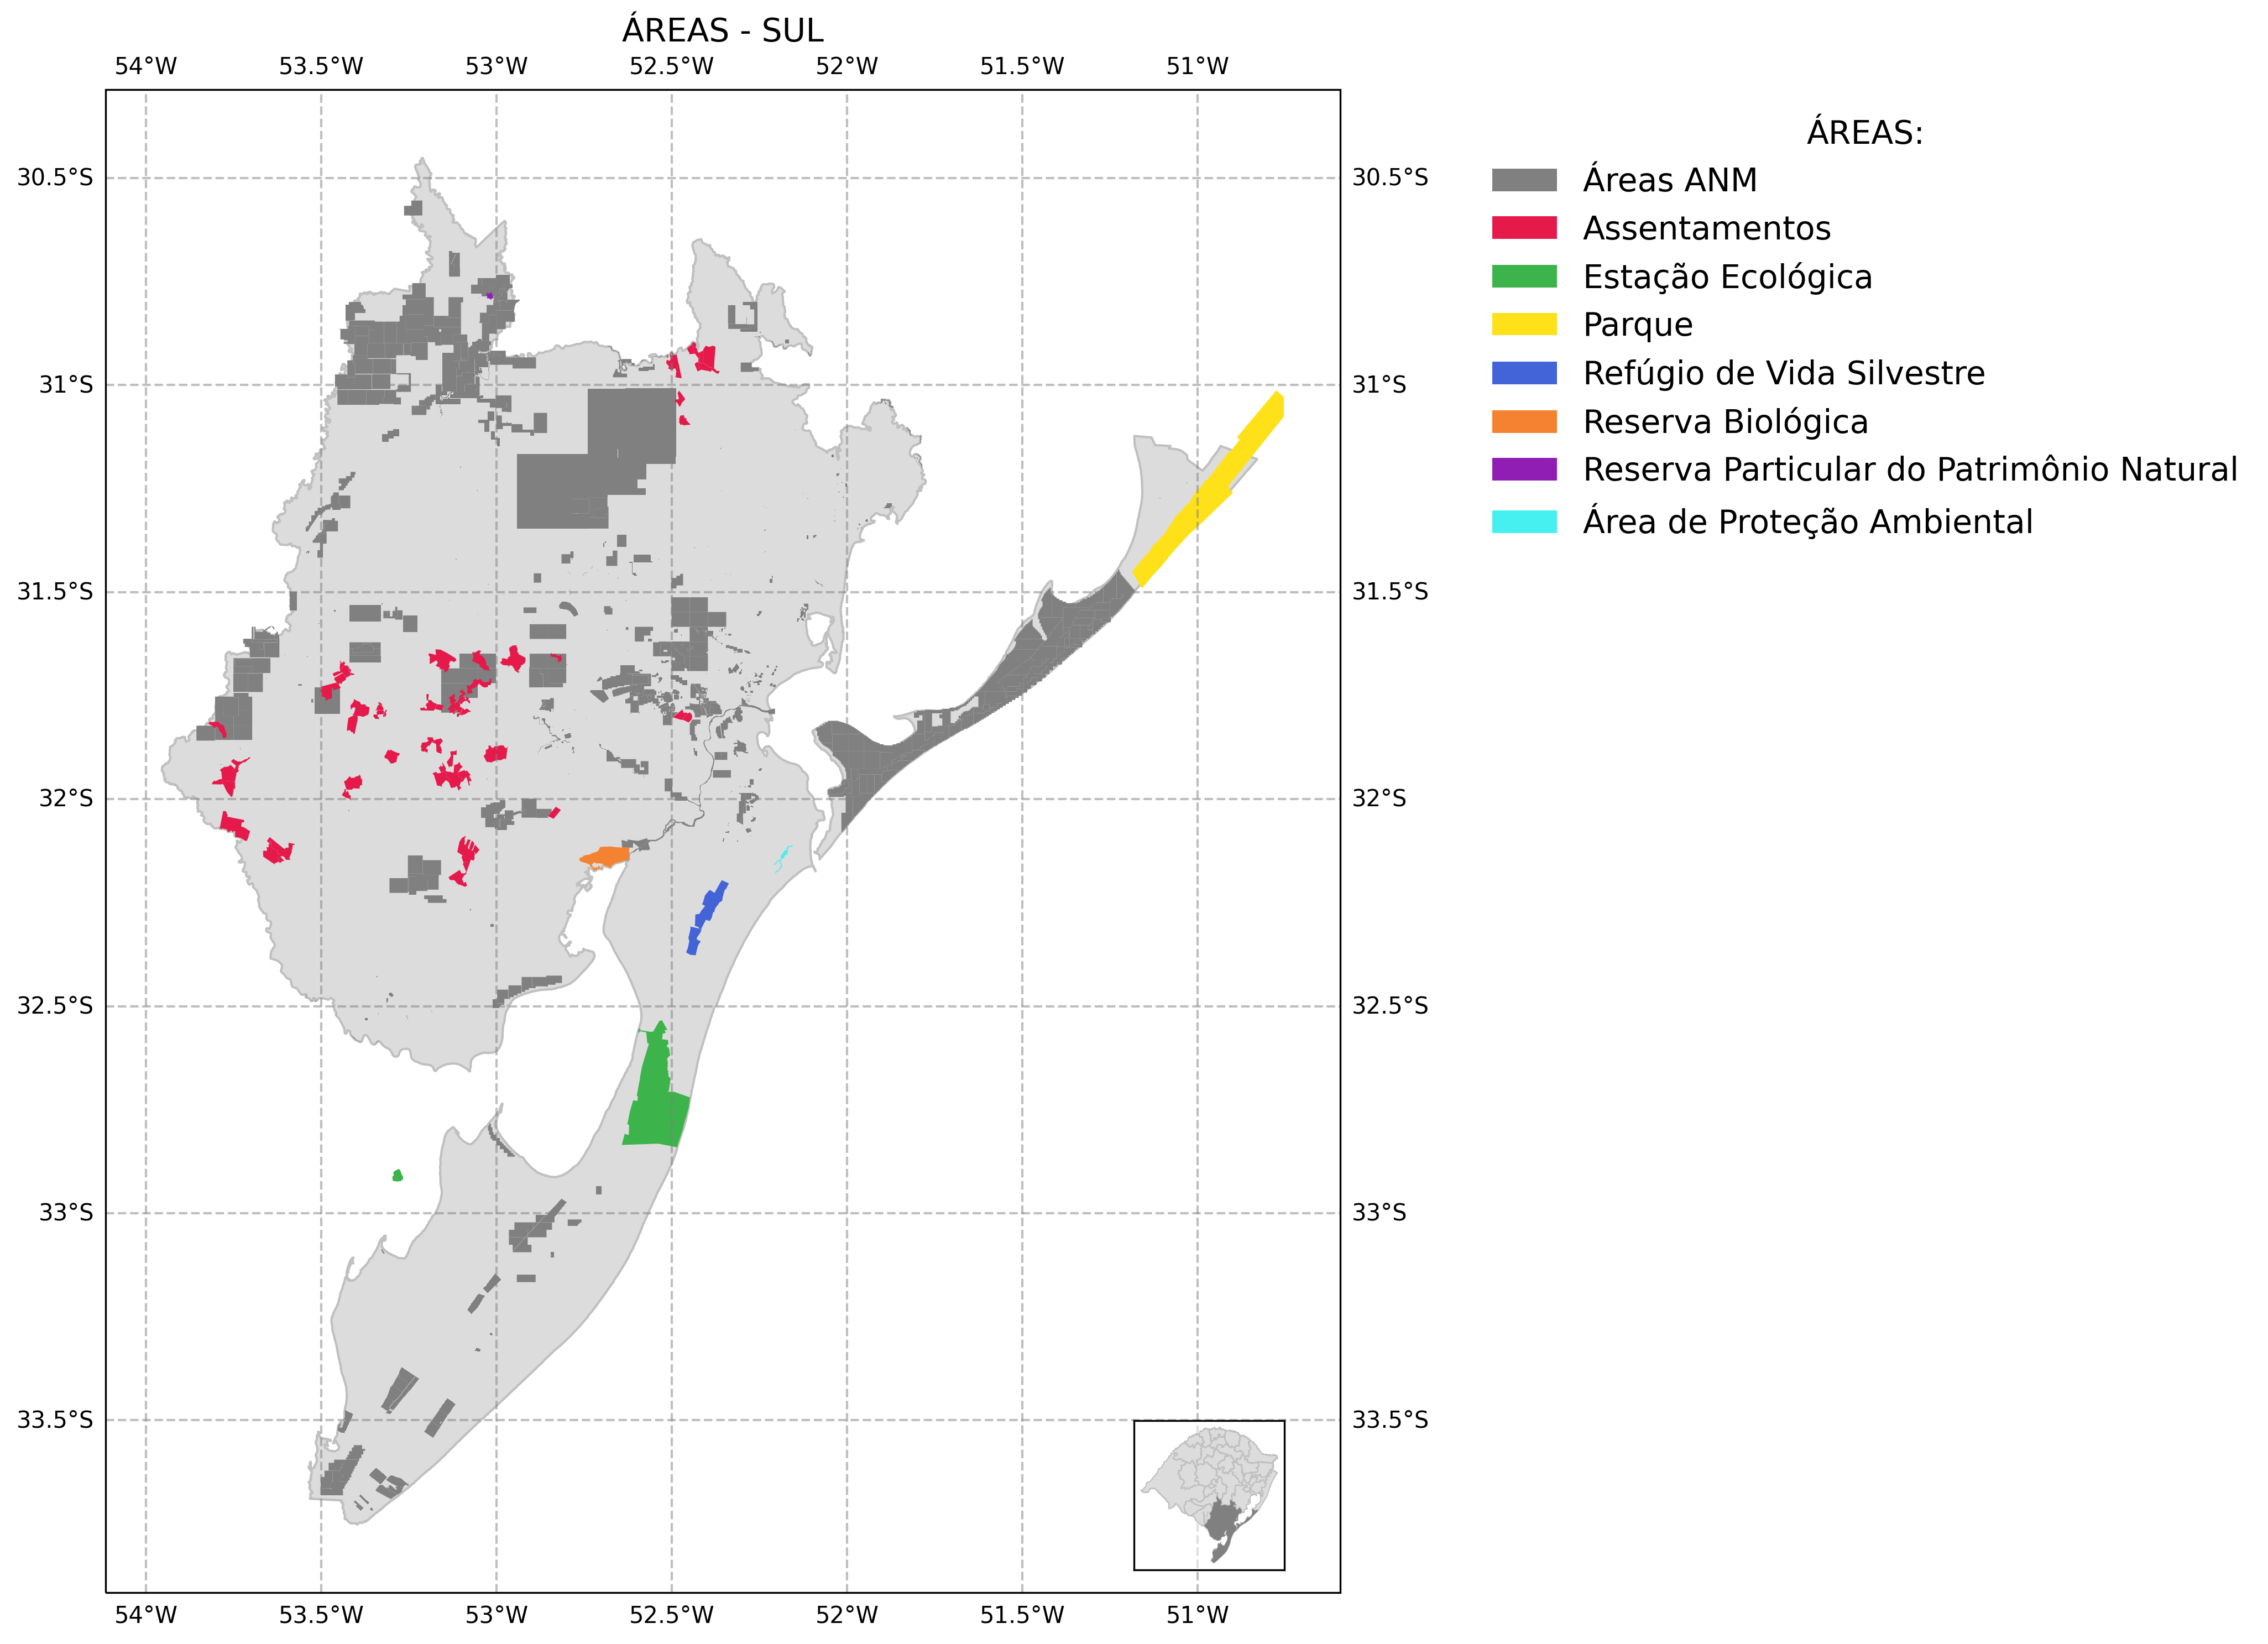 ÁREAS - SUL
54°W 53.5°W 53°W 52.5°W 52°W 51.5°W 51°W
ÁREAS:
30.5°S 30.5°S
Áreas ANM
Assentamentos
Estação Ecológica
Parque
Refúgio de Vida Silvestre
31°S 31°S
Reserva Biológica
Reserva Particular do Patrimônio Natural
Área de Proteção Ambiental
31.5°S 31.5°S
32°S 32°S
32.5°S 32.5°S
33°S 33°S
33.5°S 33.5°S
54°W 53.5°W 53°W 52.5°W 52°W 51.5°W 51°W